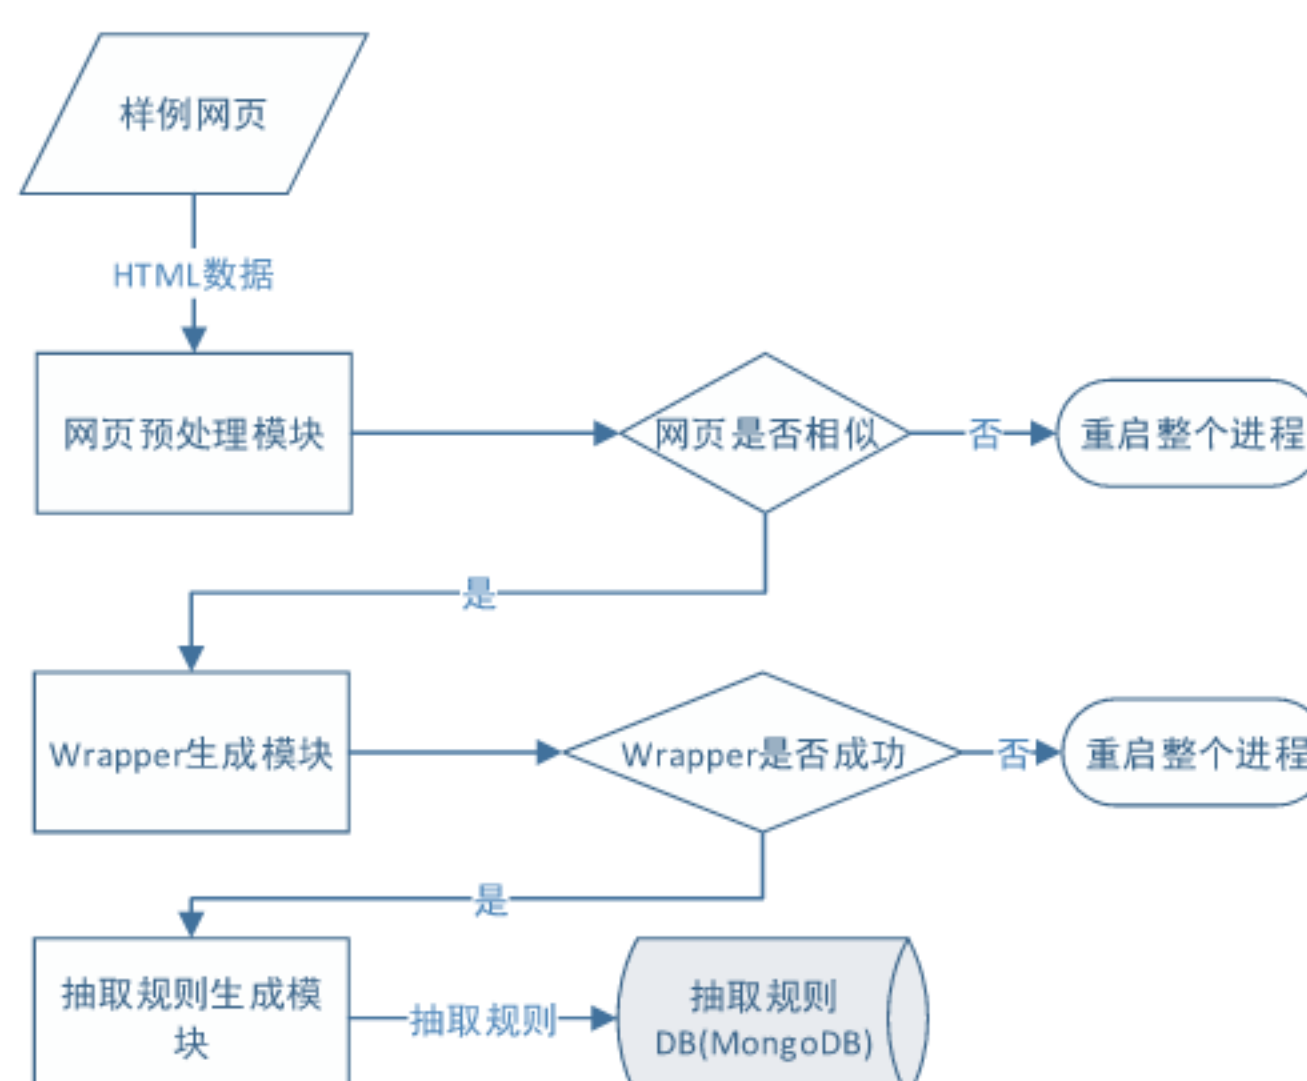 样例网页
HTML数据
网页预处理模块
网页是否相似
否
重启整个进程
是
Wrapper生成模块
Wrapper是否成功
否
重启整个进程
是
抽取规则生成模
块
抽取规则
抽取规则
DB(MongoDB)